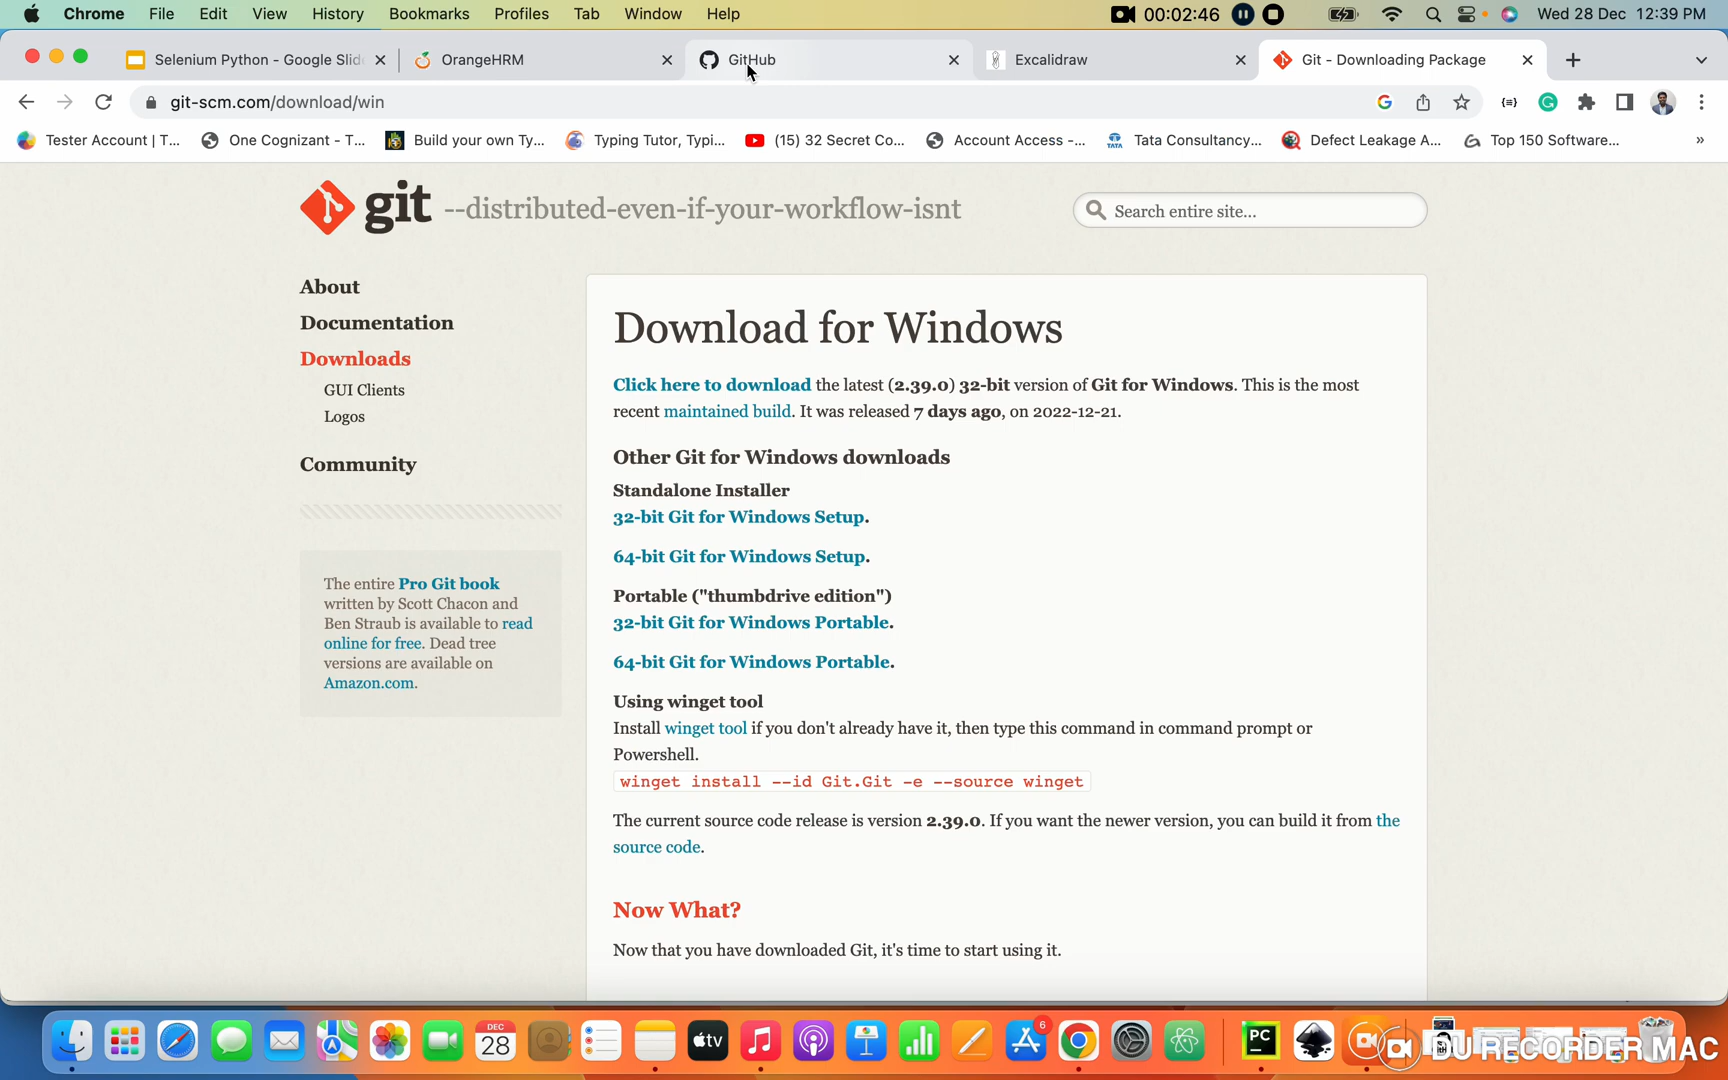 Chrome File Edit View History Bookmarks Profiles Tab Window Help 00:02:46 Wed 28 Dec 12:39 PM
Selenium Python - Google Slid OrangeHRM GitHub Excalidraw Git - Downloading Package
git-scm.com/download/win
Tester Account | T... One Cognizant - T... Build your own Ty... Typing Tutor, Typi... (15) 32 Secret Co... Account Access -... TATA Tata Consultancy... Defect Leakage A... Top 150 Software... »
git --distributed-even-if-your-workflow-isnt
Search entire site...
About
Documentation
Downloads
GUI Clients
Logos
Community
The entire Pro Git book
written by Scott Chacon and
Ben Straub is available to read
online for free. Dead tree
versions are available on
Amazon.com.
Download for Windows
Click here to download the latest (2.39.0) 32-bit version of Git for Windows. This is the most
recent maintained build. It was released 7 days ago, on 2022-12-21.
Other Git for Windows downloads
Standalone Installer
32-bit Git for Windows Setup.
64-bit Git for Windows Setup.
Portable ("thumbdrive edition")
32-bit Git for Windows Portable.
64-bit Git for Windows Portable.
Using winget tool
Install winget tool if you don't already have it, then type this command in command prompt or
Powershell.
winget install --id Git.Git -e --source winget
The current source code release is version 2.39.0. If you want the newer version, you can build it from the
source code.
Now What?
Now that you have downloaded Git, it's time to start using it.
DEC
28
tv
6
PC
DU RECORDER MAC